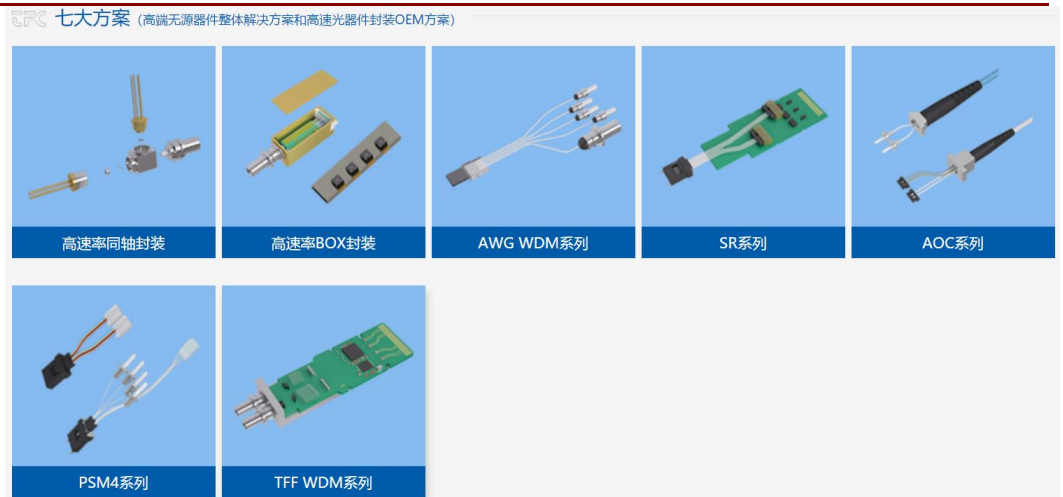 TFC 七大方案 (高端无源器件整体解决方案和高速光器件封装OEM方案)
高速率同轴封装
高速率BOX封装
AWG WDM系列
SR系列
AOC系列
PSM4系列
TFF WDM系列